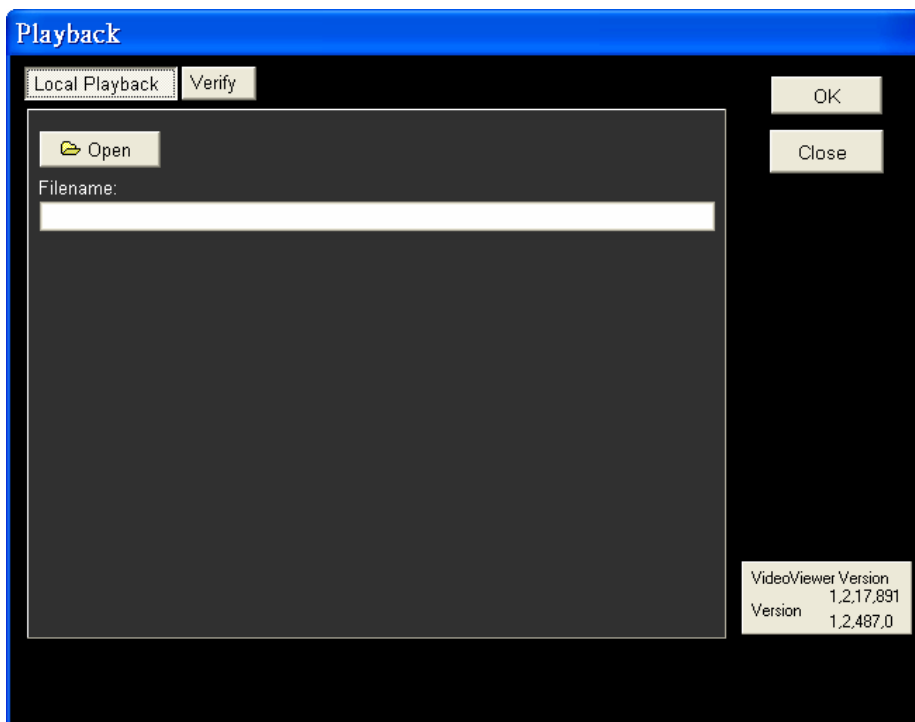 Playback
Local Playback Verify
OK
Open
Close
Filename:
VideoViewer Version
1,2,17,891
Version
1,2,487,0